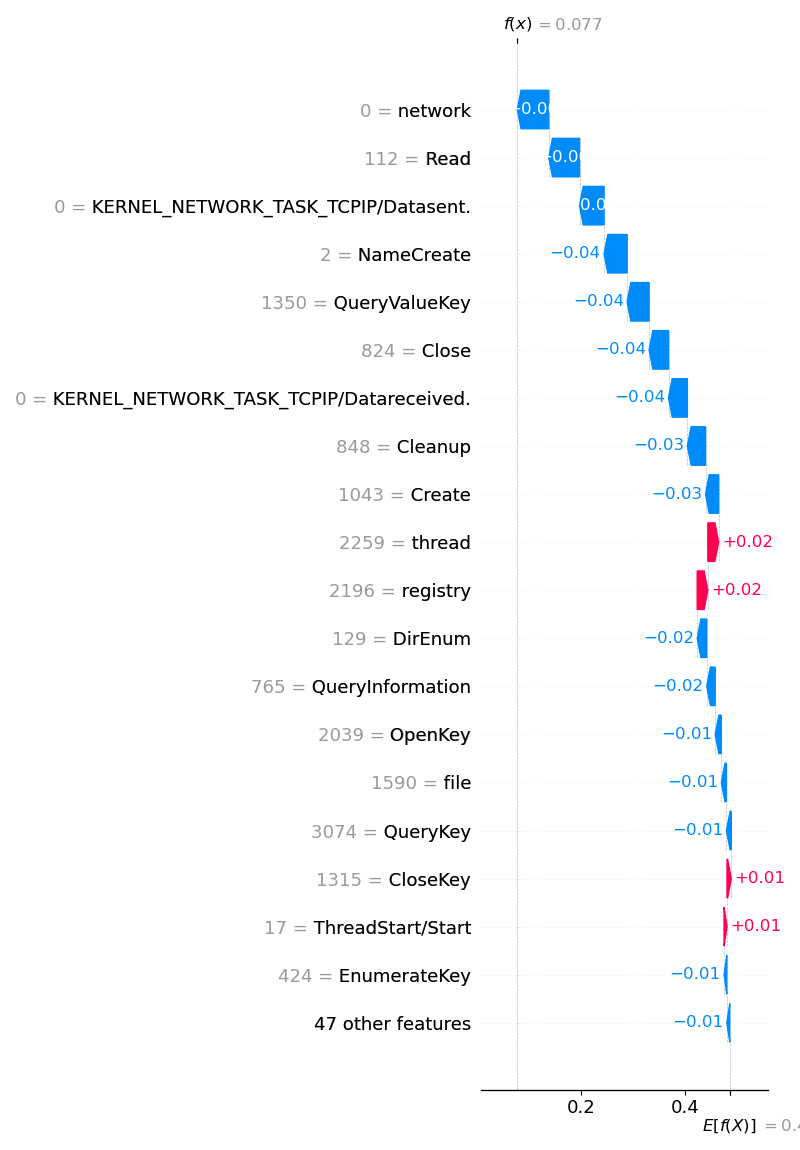 f(x) = 0.077
0 = network
112 = Read
0 = KERNEL_NETWORK_TASK_TCPIP/Datasent.
2 = NameCreate
−0.04
1350 = QueryValueKey
−0.04
824 = Close
−0.04
0 = KERNEL_NETWORK_TASK_TCPIP/Datareceived.
−0.04
848 = Cleanup
−0.03
1043 = Create
−0.03
2259 = thread
+0.02
2196 = registry
+0.02
129 = DirEnum
−0.02
765 = QueryInformation
−0.02
2039 = OpenKey
−0.01
1590 = file
−0.01
3074 = QueryKey
−0.01
1315 = CloseKey
+0.01
17 = ThreadStart/Start
+0.01
424 = EnumerateKey
−0.01
47 other features
−0.01
0.2
0.4
E[f(X)] =